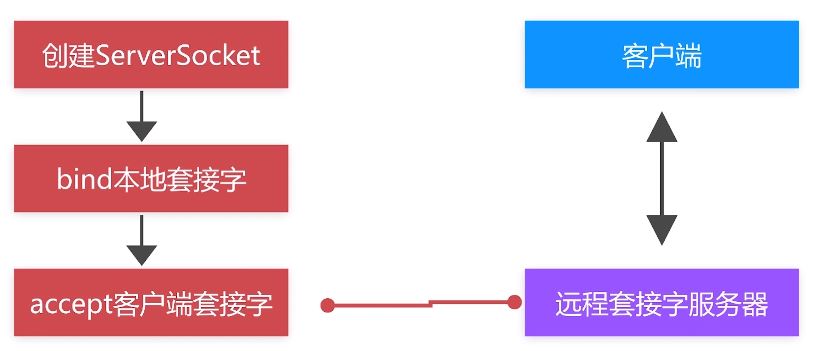 创建ServerSocket
客户端
bind本地套接字
accept客户端套接字
远程套接字服务器